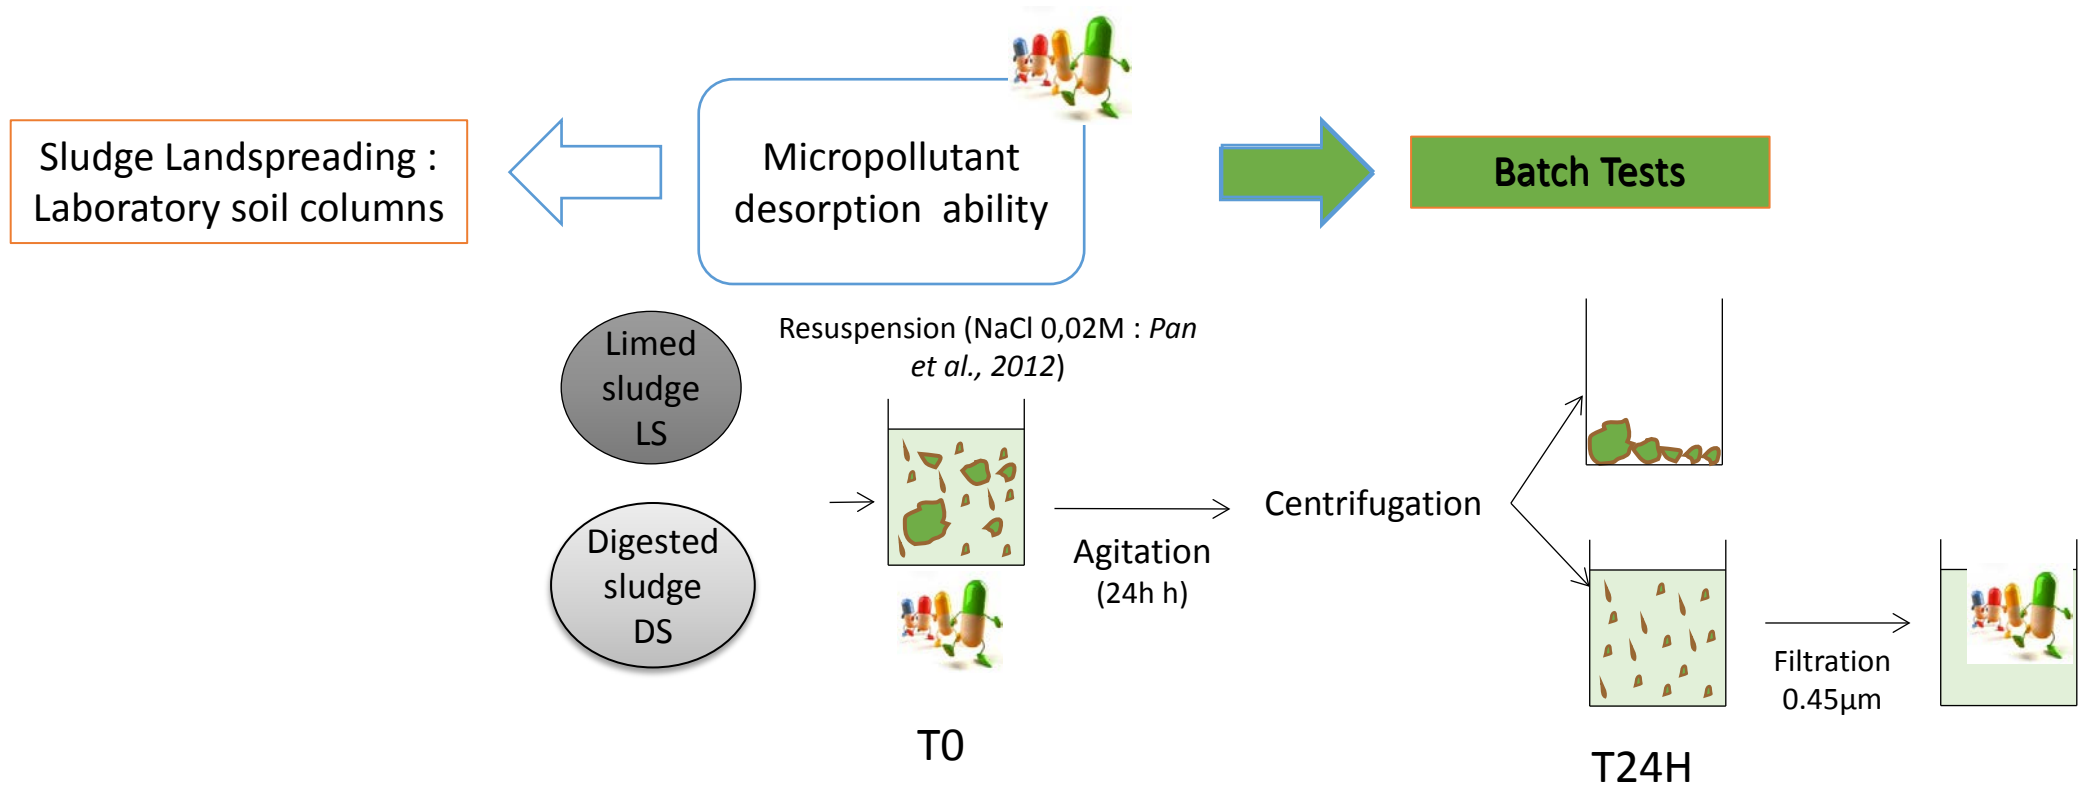 Sludge Landspreading :
Laboratory soil columns
Micropollutant
desorption ability
Batch Tests
Limed
sludge
LS
Resuspension (NaCl 0,02M : Pan
et al., 2012)
Digested
sludge
DS
Agitation
(24h h)
Centrifugation
Filtration
0.45µm
T0
T24H